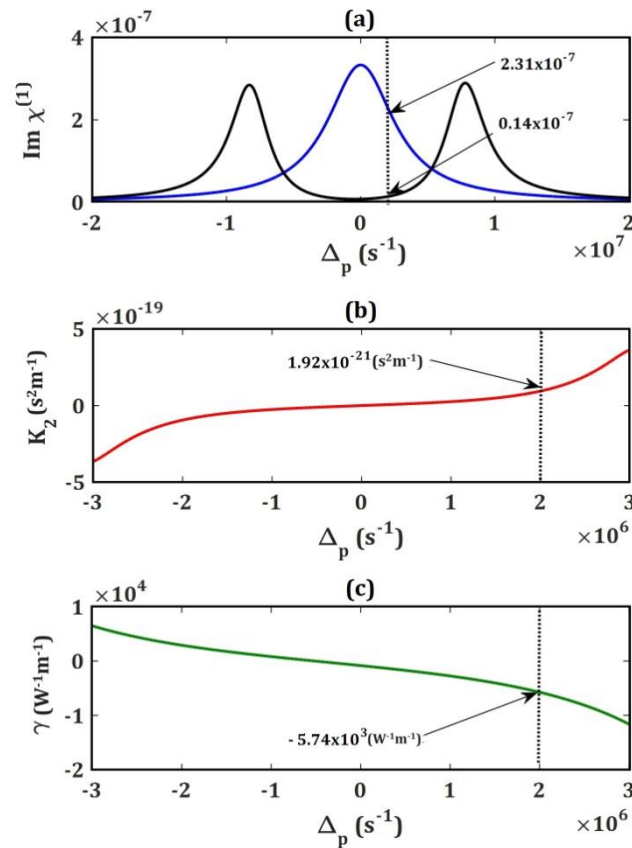 (a)
×10⁻⁷
4
2
0
Im χ⁽¹⁾
2.31x10⁻⁷
0.14x10⁻⁷
-2 -1 0 1 2
×10⁷
Δp (s⁻¹)
(b)
×10⁻¹⁹
5
0
-5
K₂ (s²m⁻¹)
1.92x10⁻²¹(s²m⁻¹)
-3 -2 -1 0 1 2 3
×10⁶
Δp (s⁻¹)
(c)
×10⁴
1
0
-1
-2
γ (W⁻¹m⁻¹)
- 5.74x10³(W⁻¹m⁻¹)
-3 -2 -1 0 1 2 3
×10⁶
Δp (s⁻¹)